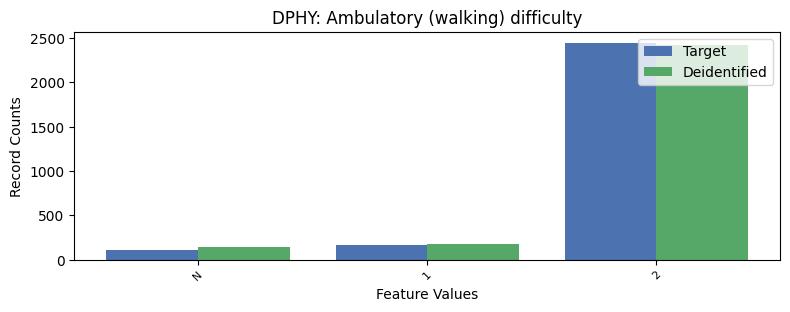 DPHY: Ambulatory (walking) difficulty
Target
Deidentified
Record Counts
2500
2000
1500
1000
500
0
N
1
2
Feature Values